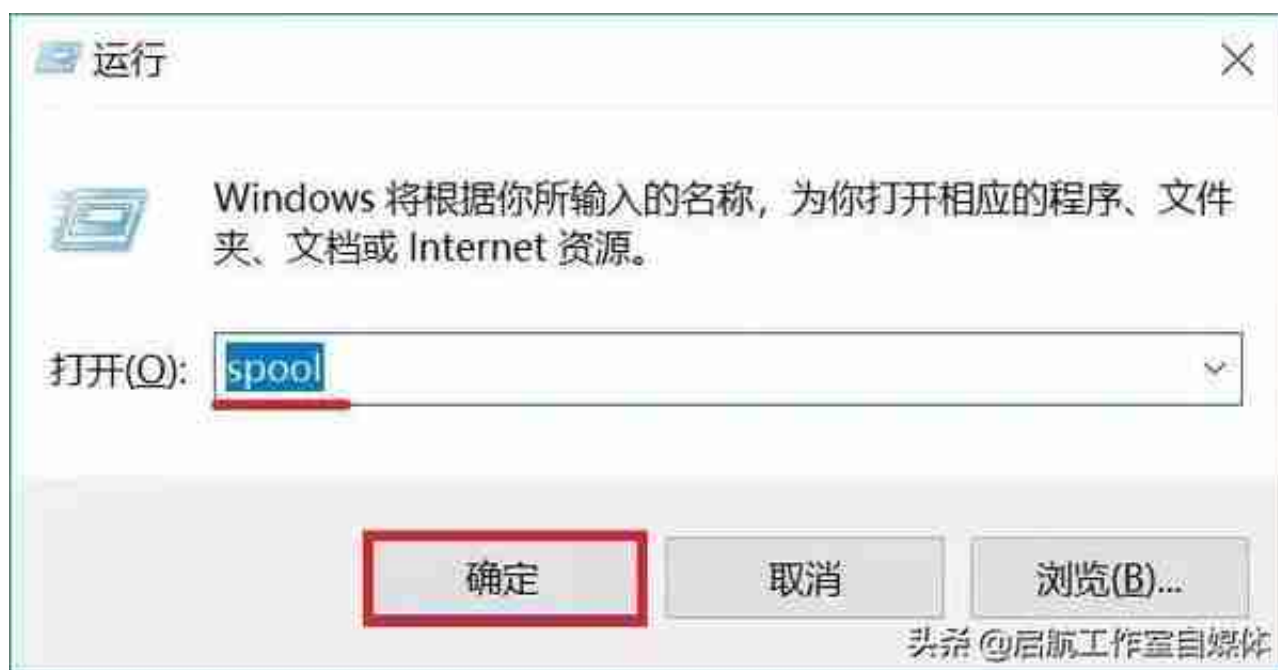 运行
Windows 将根据你所输入的名称，为你打开相应的程序、文件
夹、文档或 Internet 资源。
打开(O): spool
确定 取消 浏览(B)...
头条 @启航工作室自媒体